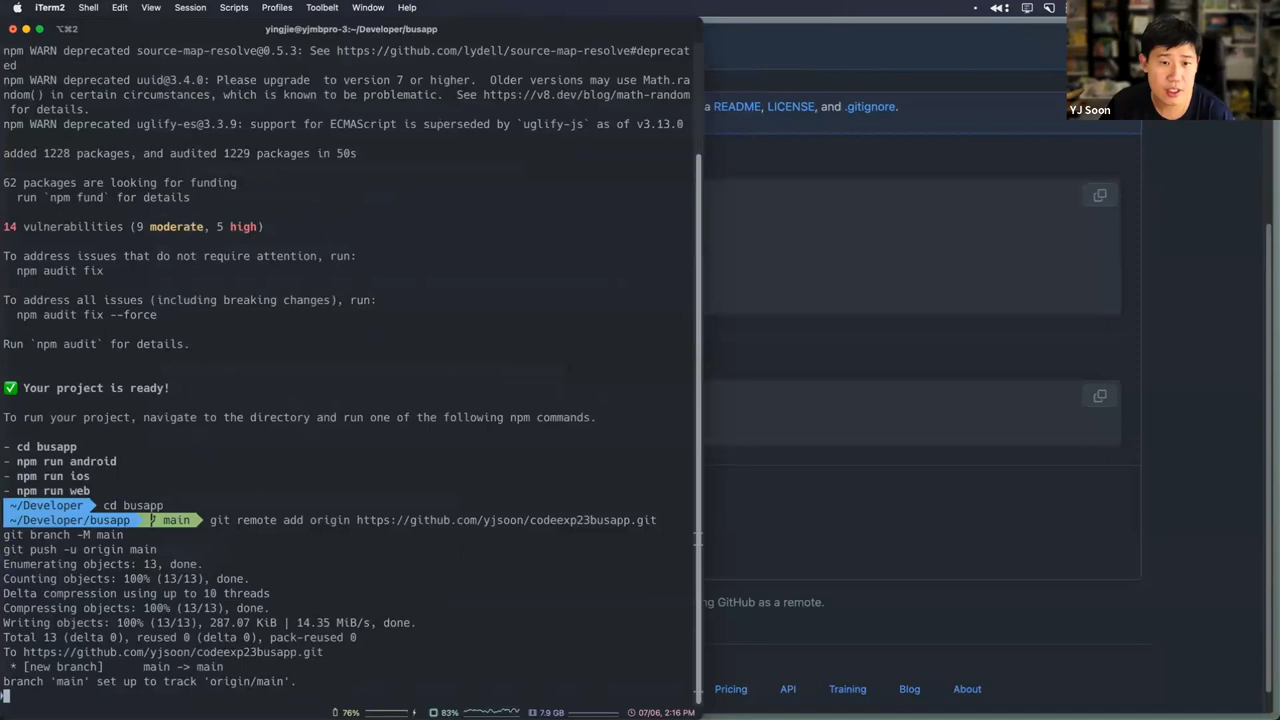 iTerm2 Shell Edit View Session Scripts Profiles Toolbelt Window Help
⌥⌘2 yingjie@yjmbpro-3:~/Developer/busapp
npm WARN deprecated source-map-resolve@0.5.3: See https://github.com/lydell/source-map-resolve#deprecat
ed
npm WARN deprecated uuid@3.4.0: Please upgrade  to version 7 or higher.  Older versions may use Math.ra
ndom() in certain circumstances, which is known to be problematic.  See https://v8.dev/blog/math-random
for details.
npm WARN deprecated uglify-es@3.3.9: support for ECMAScript is superseded by `uglify-js` as of v3.13.0
added 1228 packages, and audited 1229 packages in 50s
62 packages are looking for funding
run `npm fund` for details
14 vulnerabilities (9 moderate, 5 high)
To address issues that do not require attention, run:
npm audit fix
To address all issues (including breaking changes), run:
npm audit fix --force
Run `npm audit` for details.
✅ Your project is ready!
To run your project, navigate to the directory and run one of the following npm commands.
- cd busapp
- npm run android
- npm run ios
- npm run web
~/Developer cd busapp
~/Developer/busapp main git remote add origin https://github.com/yjsoon/codeexp23busapp.git
git branch -M main
git push -u origin main
Enumerating objects: 13, done.
Counting objects: 100% (13/13), done.
Delta compression using up to 10 threads
Compressing objects: 100% (13/13), done.
Writing objects: 100% (13/13), 287.07 KiB | 14.35 MiB/s, done.
Total 13 (delta 0), reused 0 (delta 0), pack-reused 0
To https://github.com/yjsoon/codeexp23busapp.git
* [new branch]      main -> main
branch 'main' set up to track 'origin/main'.
76% 83% 7.9 GB 07/06, 2:16 PM
a README, LICENSE, and .gitignore.
ng GitHub as a remote.
Pricing API Training Blog About
YJ Soon